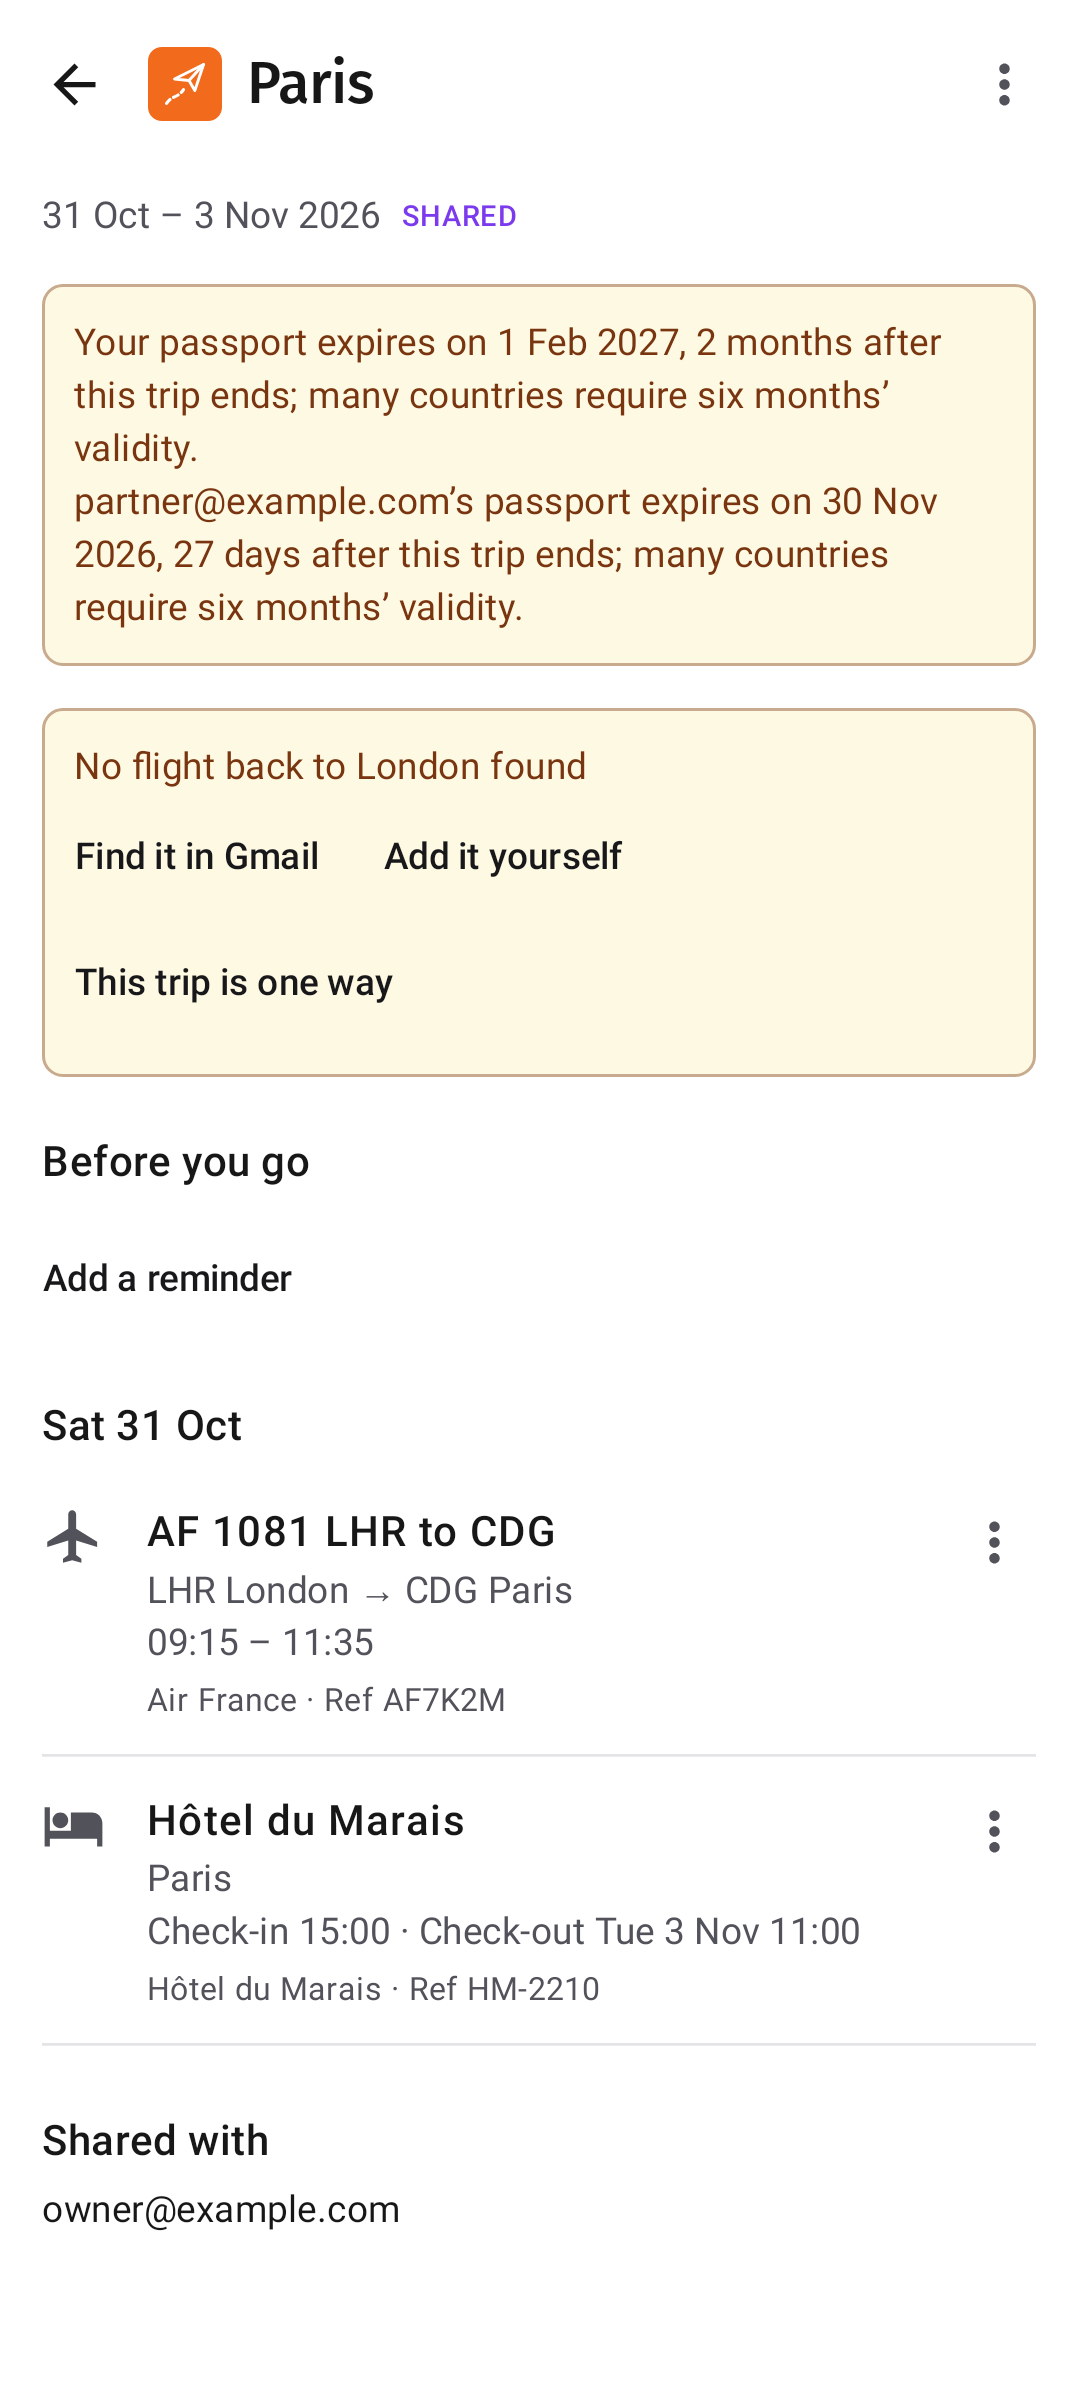 Paris
31 Oct – 3 Nov 2026 SHARED
Your passport expires on 1 Feb 2027, 2 months after
this trip ends; many countries require six months’
validity.
partner@example.com’s passport expires on 30 Nov
2026, 27 days after this trip ends; many countries
require six months’ validity.
No flight back to London found
Find it in Gmail Add it yourself
This trip is one way
Before you go
Add a reminder
Sat 31 Oct
AF 1081 LHR to CDG
LHR London → CDG Paris
09:15 – 11:35
Air France · Ref AF7K2M
Hôtel du Marais
Paris
Check-in 15:00 · Check-out Tue 3 Nov 11:00
Hôtel du Marais · Ref HM-2210
Shared with
owner@example.com